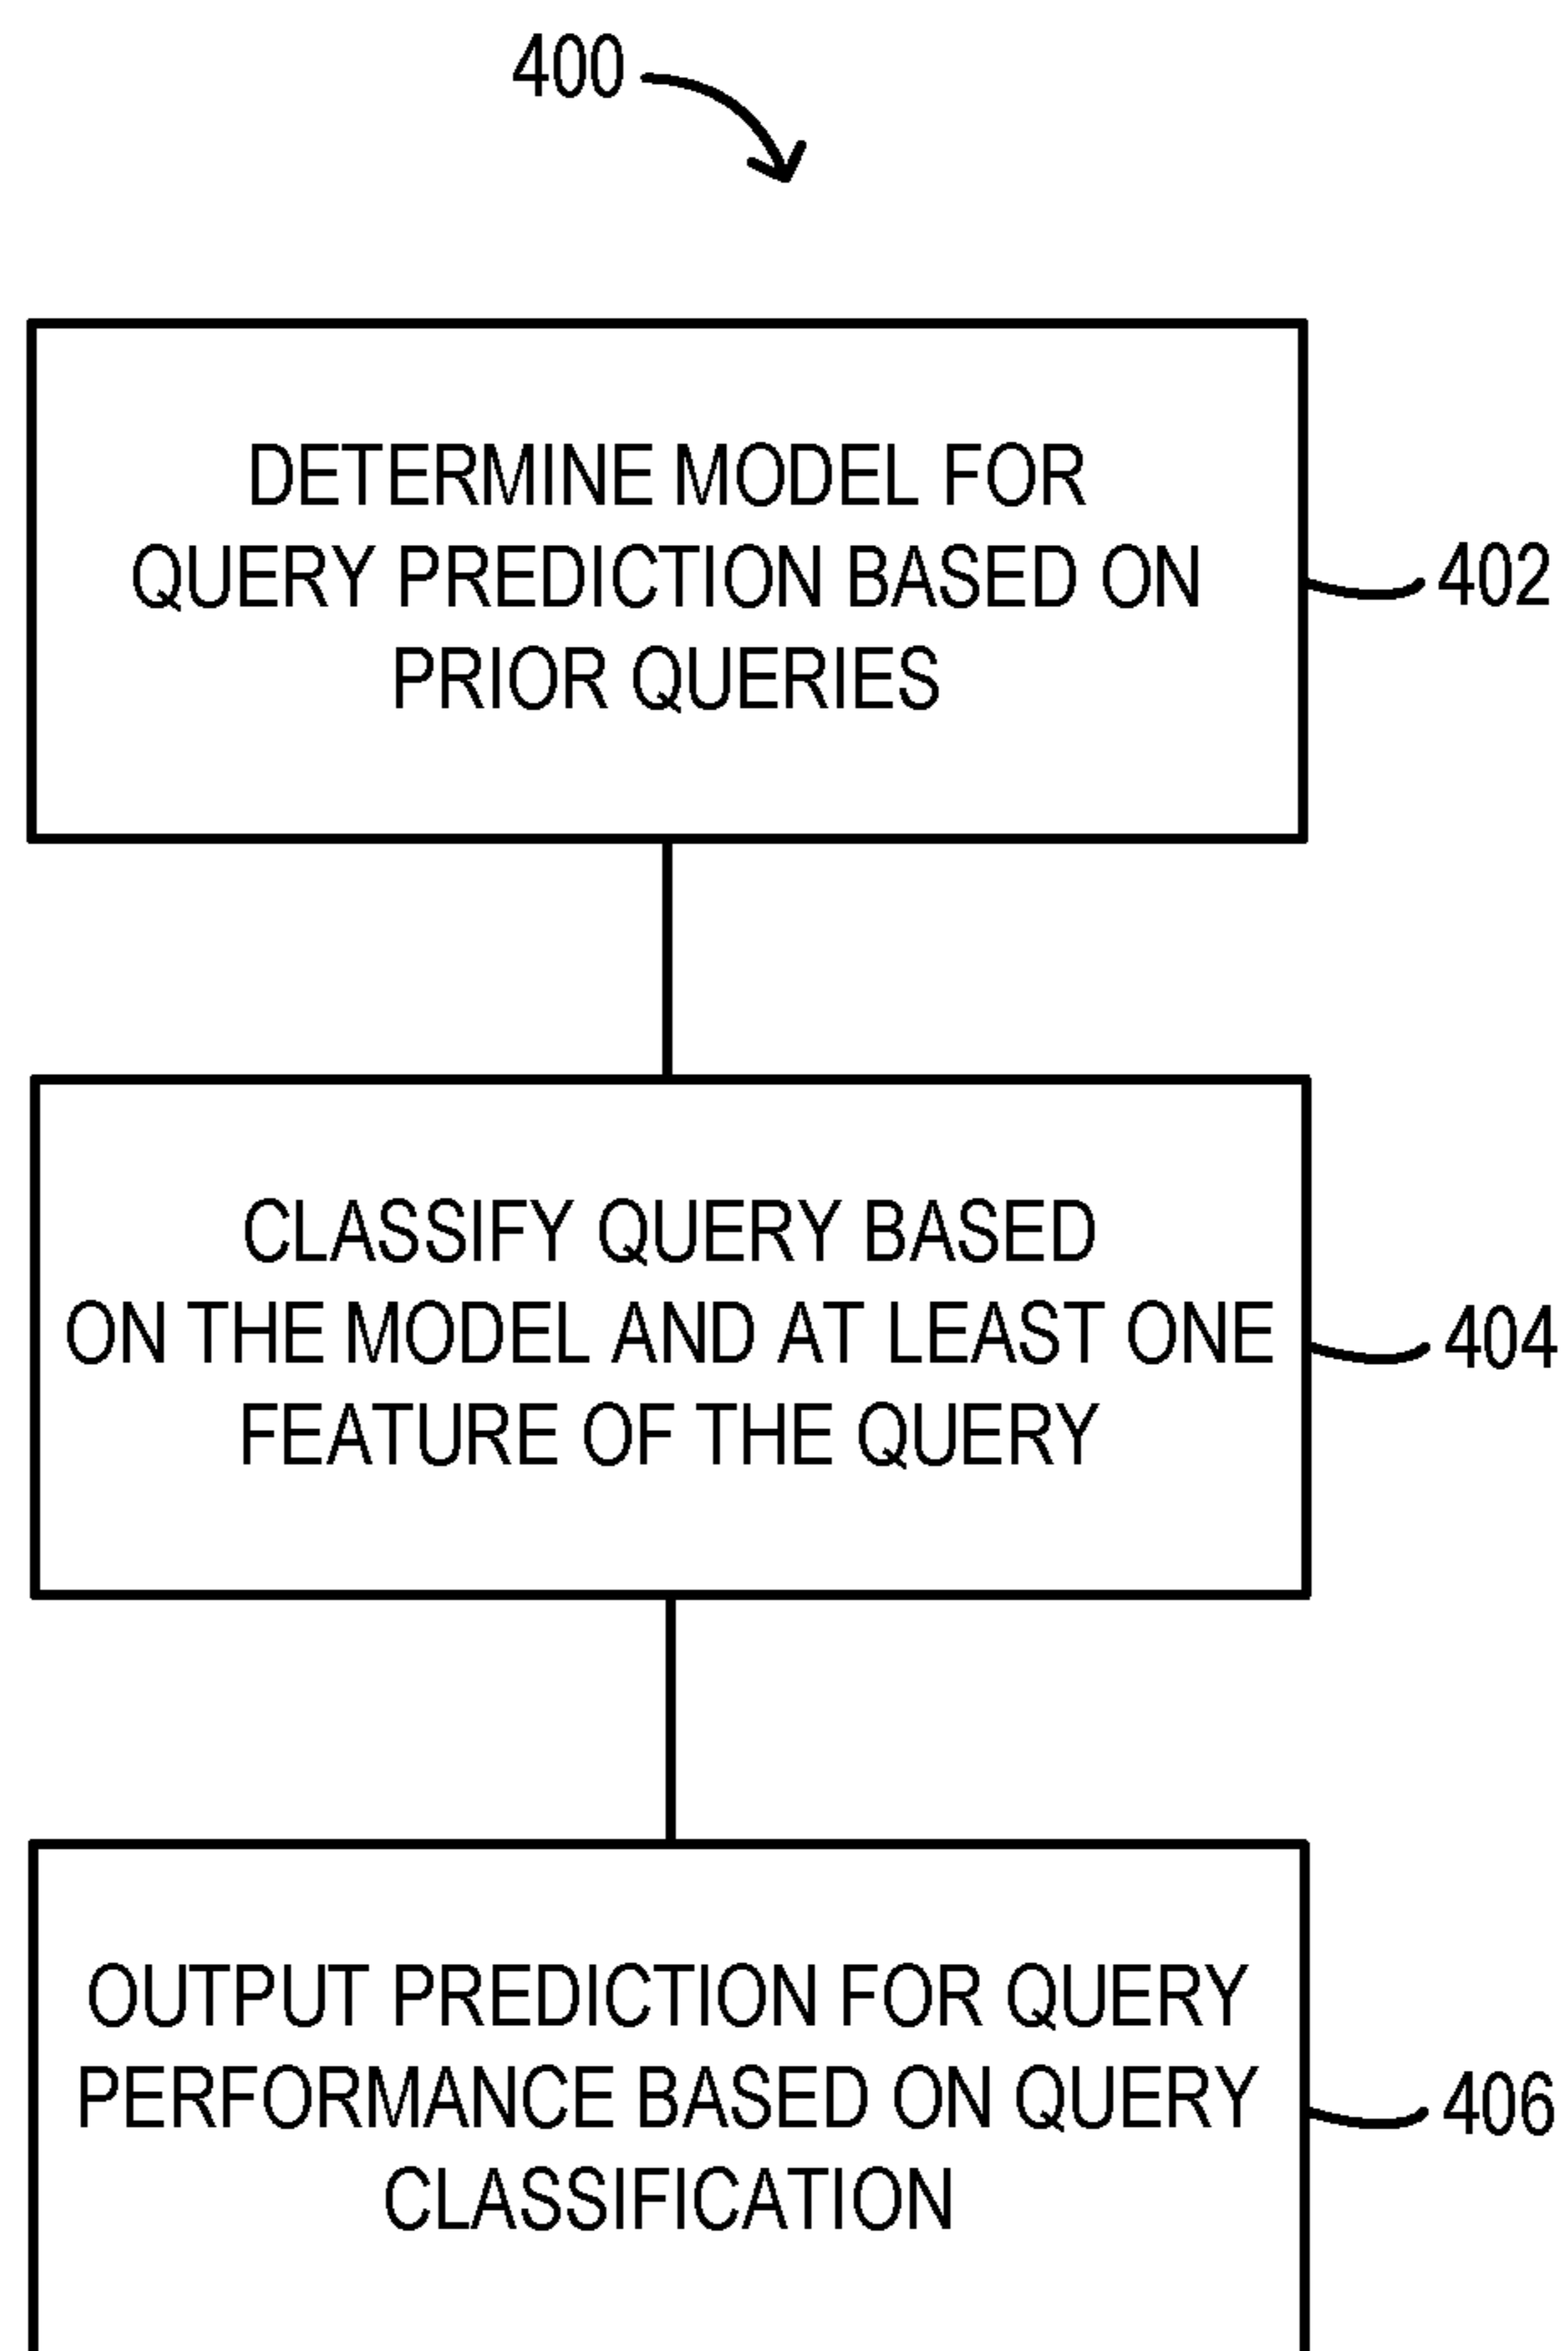 400
DETERMINE MODEL FOR
QUERY PREDICTION BASED ON
PRIOR QUERIES
402
CLASSIFY QUERY BASED
ON THE MODEL AND AT LEAST ONE
FEATURE OF THE QUERY
404
OUTPUT PREDICTION FOR QUERY
PERFORMANCE BASED ON QUERY
CLASSIFICATION
406